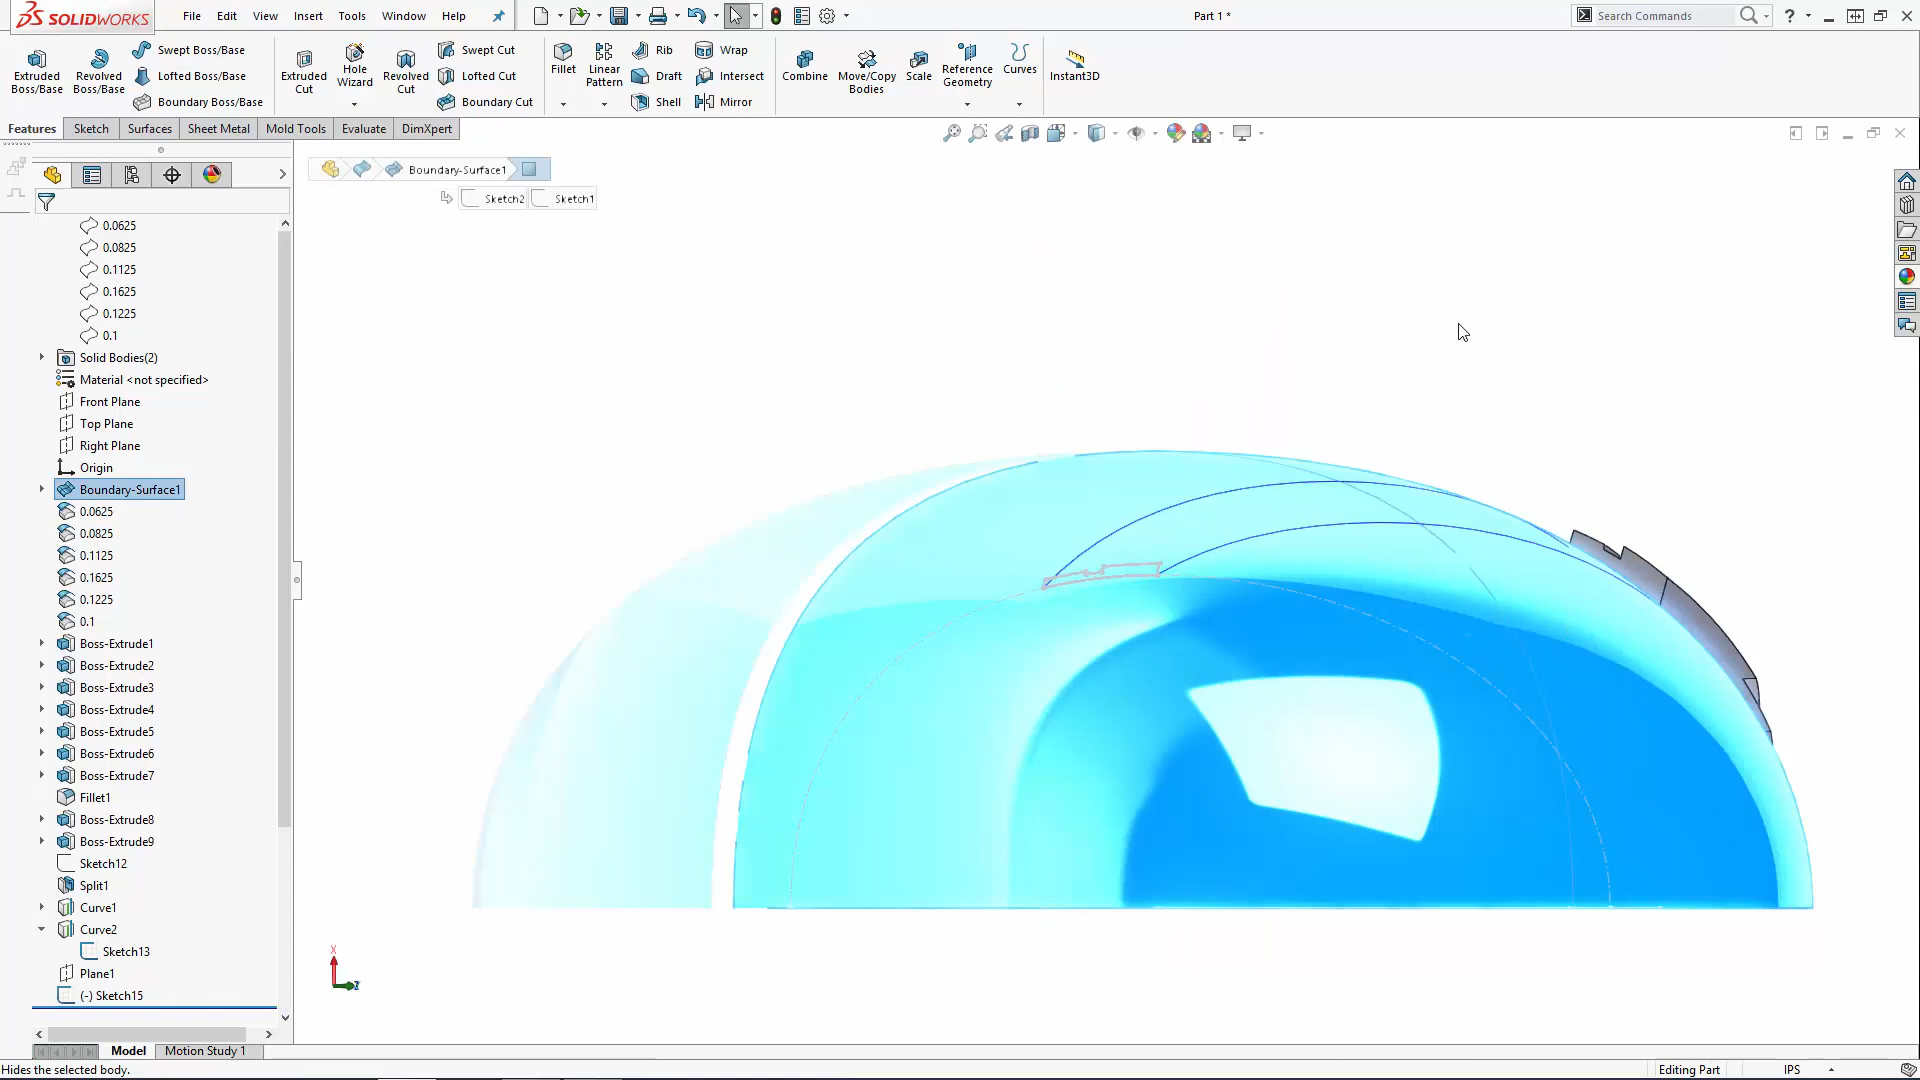 SOLIDWORKS File Edit View Insert Tools Window Help Part 1 * Search Commands ?
Extruded Boss/Base Revolved Boss/Base Swept Boss/Base Lofted Boss/Base Boundary Boss/Base Extruded Cut Hole Wizard Revolved Cut Swept Cut Lofted Cut Boundary Cut Fillet Linear Pattern Rib Draft Shell Wrap Intersect Mirror Combine Move/Copy Bodies Scale Reference Geometry Curves Instant3D
Features Sketch Surfaces Sheet Metal Mold Tools Evaluate DimXpert
Boundary-Surface1
Sketch2 Sketch1
0.0625
0.0825
0.1125
0.1625
0.1225
0.1
Solid Bodies(2)
Material <not specified>
Front Plane
Top Plane
Right Plane
Origin
Boundary-Surface1
0.0625
0.0825
0.1125
0.1625
0.1225
0.1
Boss-Extrude1
Boss-Extrude2
Boss-Extrude3
Boss-Extrude4
Boss-Extrude5
Boss-Extrude6
Boss-Extrude7
Fillet1
Boss-Extrude8
Boss-Extrude9
Sketch12
Split1
Curve1
Curve2
Sketch13
Plane1
(-) Sketch15
X
Z
Model Motion Study 1
Hides the selected body. Editing Part IPS